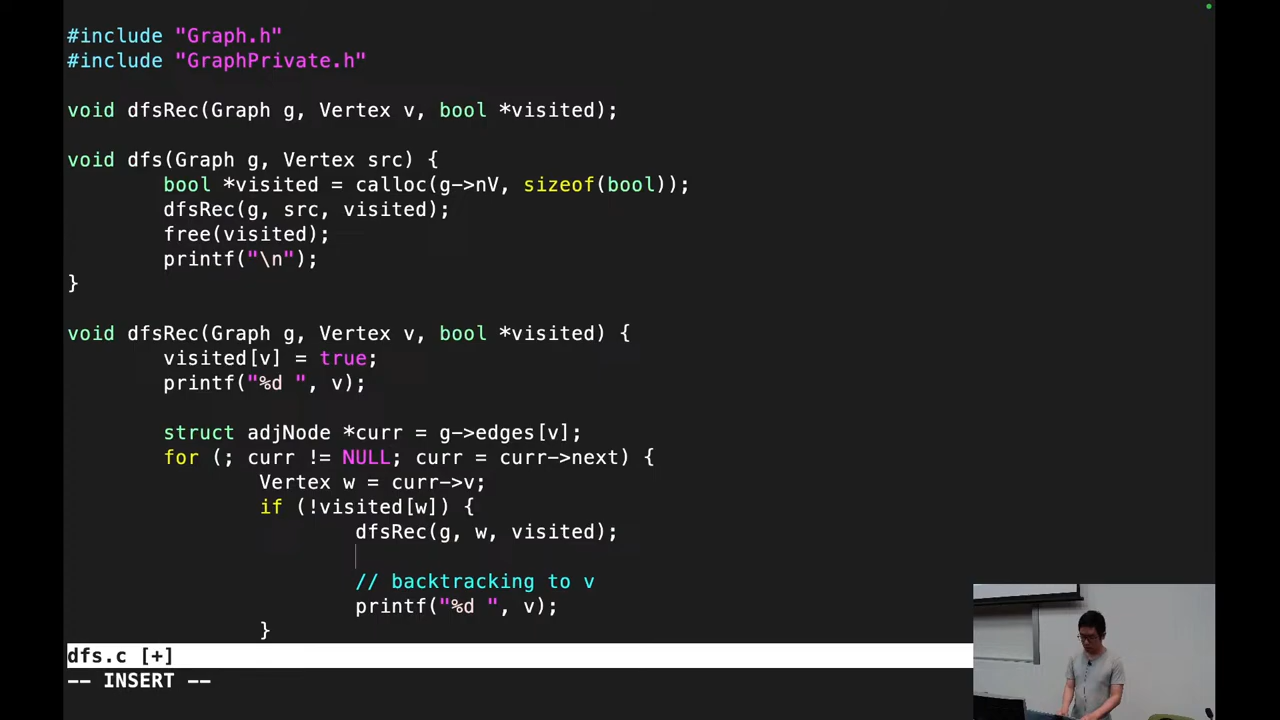 #include "Graph.h"
#include "GraphPrivate.h"
void dfsRec(Graph g, Vertex v, bool *visited);
void dfs(Graph g, Vertex src) {
bool *visited = calloc(g->nV, sizeof(bool));
dfsRec(g, src, visited);
free(visited);
printf("\n");
}
void dfsRec(Graph g, Vertex v, bool *visited) {
visited[v] = true;
printf("%d ", v);
struct adjNode *curr = g->edges[v];
for (; curr != NULL; curr = curr->next) {
Vertex w = curr->v;
if (!visited[w]) {
dfsRec(g, w, visited);
// backtracking to v
printf("%d ", v);
}
dfs.c [+]
-- INSERT --